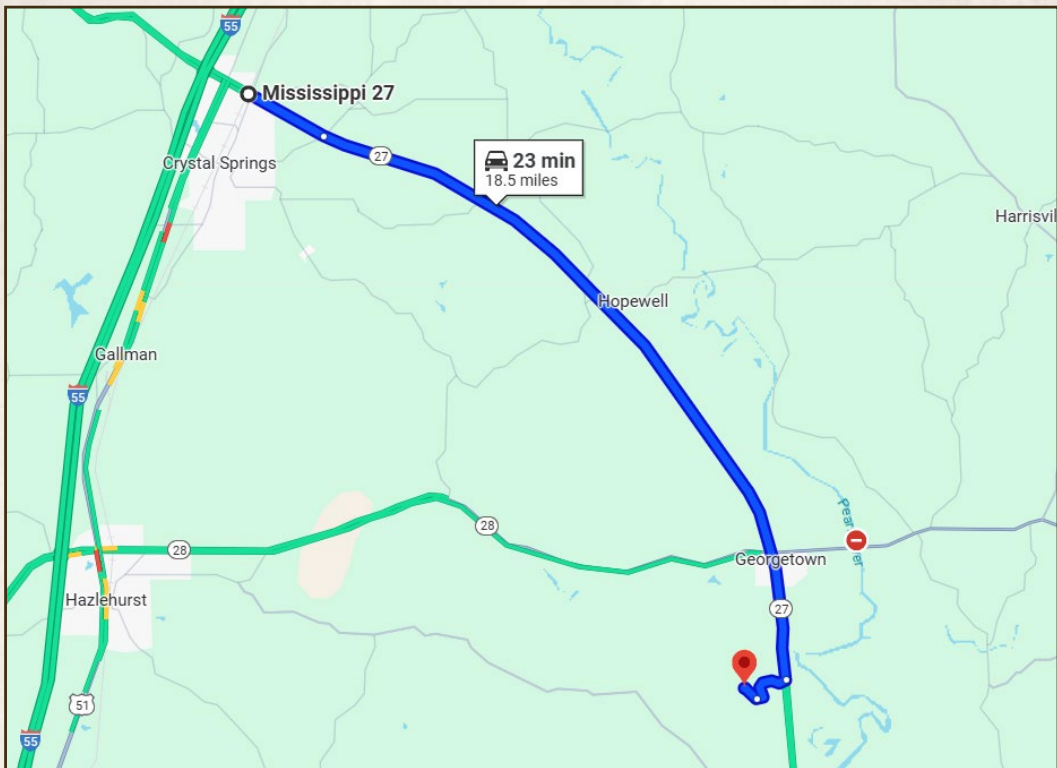 55
Mississippi 27
Crystal Springs
27
23 min
18.5 miles
Harrisvil
Hopewell
Gallman
55
28
28
Georgetown
Hazlehurst
27
51
55